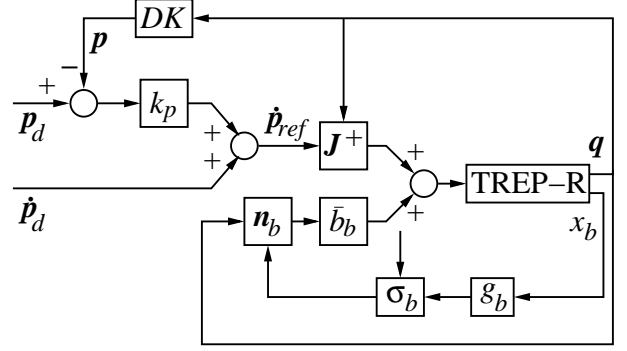 DK
p
−
+
p_d
k_p
+
+
ṗ_ref
J⁺
+
+
TREP–R
q
ṗ_d
n_b
b̄_b
x_b
σ_b
g_b